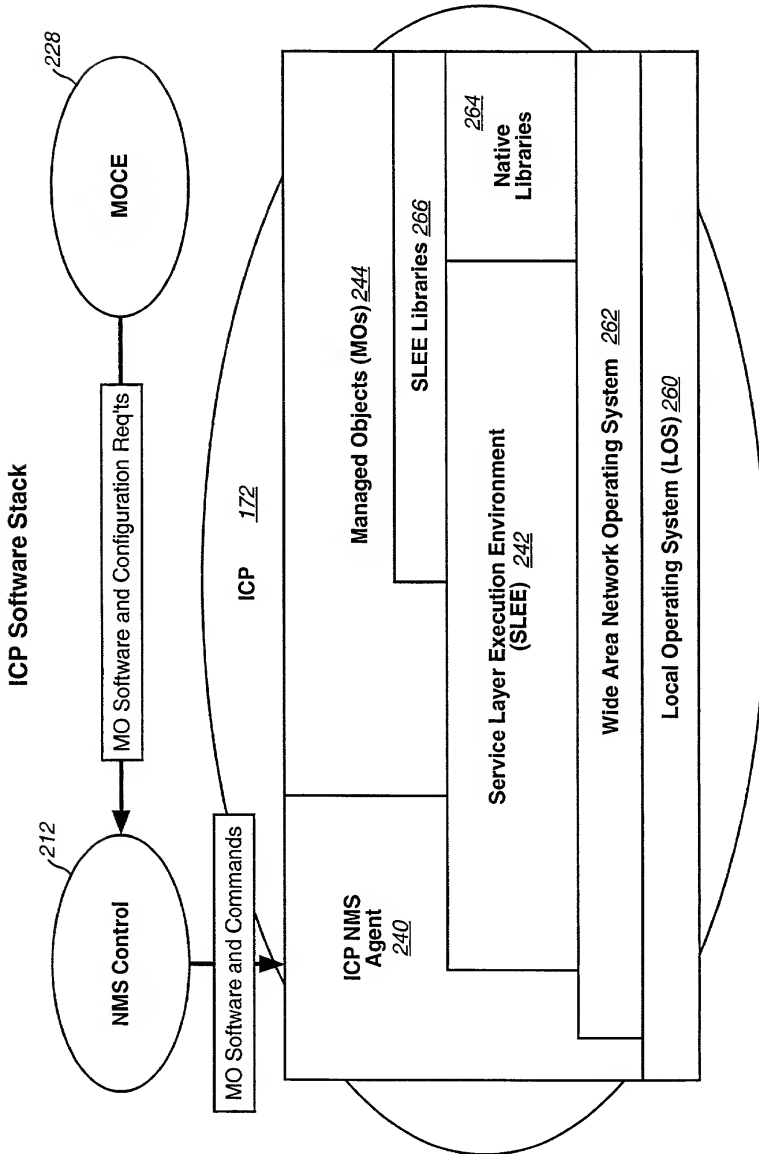 ICP Software Stack
212
NMS Control
MO Software and Configuration Req'ts
228
MOCE
MO Software and Commands
ICP
172
ICP NMS
Agent
240
Managed Objects (MOs) 244
SLEE Libraries 266
Service Layer Execution Environment
(SLEE) 242
264
Native
Libraries
Wide Area Network Operating System 262
Local Operating System (LOS) 260